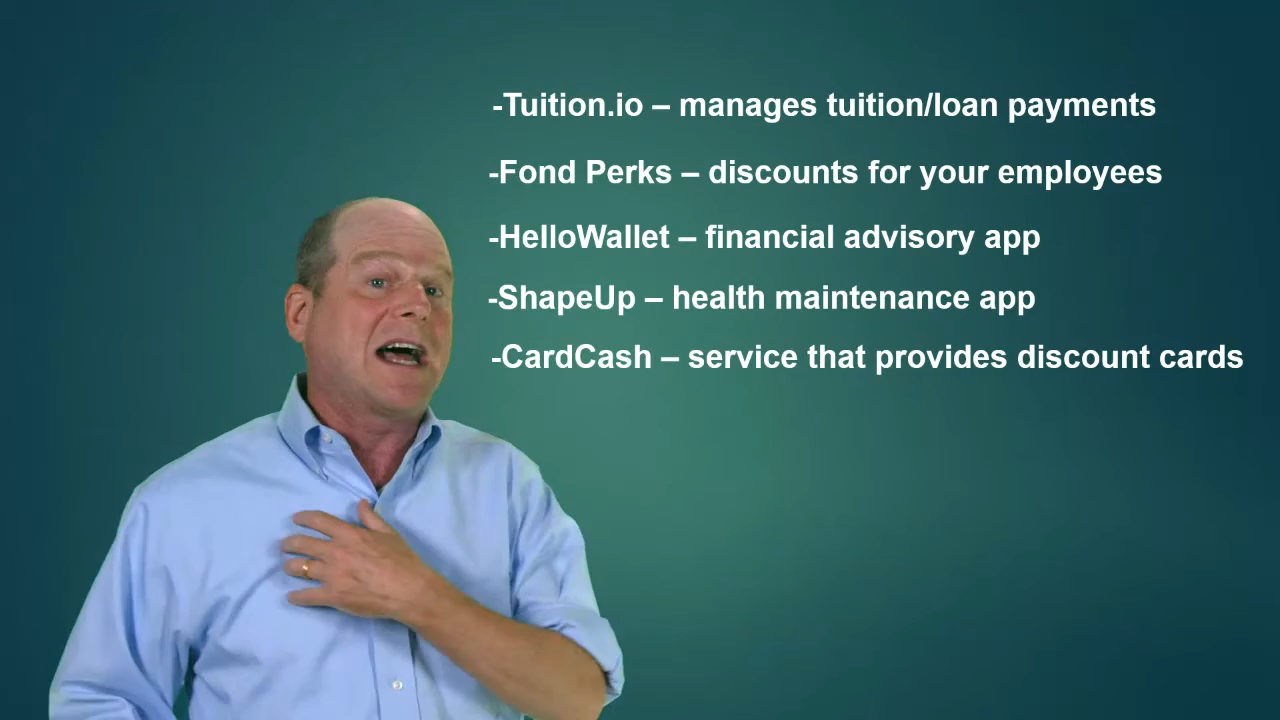 -Tuition.io – manages tuition/loan payments
-Fond Perks – discounts for your employees
-HelloWallet – financial advisory app
-ShapeUp – health maintenance app
-CardCash – service that provides discount cards